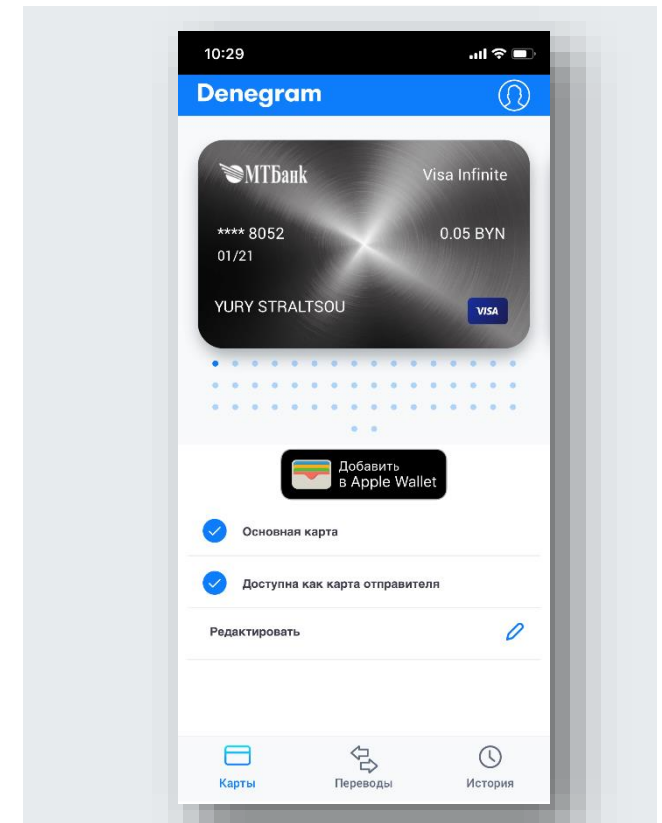 10:29
Denegram
МТБанк
Visa Infinite
**** 8052
0.05 BYN
01/21
YURY STRALTSOU
VISA
Добавить
в Apple Wallet
Основная карта
Доступна как карта отправителя
Редактировать
Карты
Переводы
История